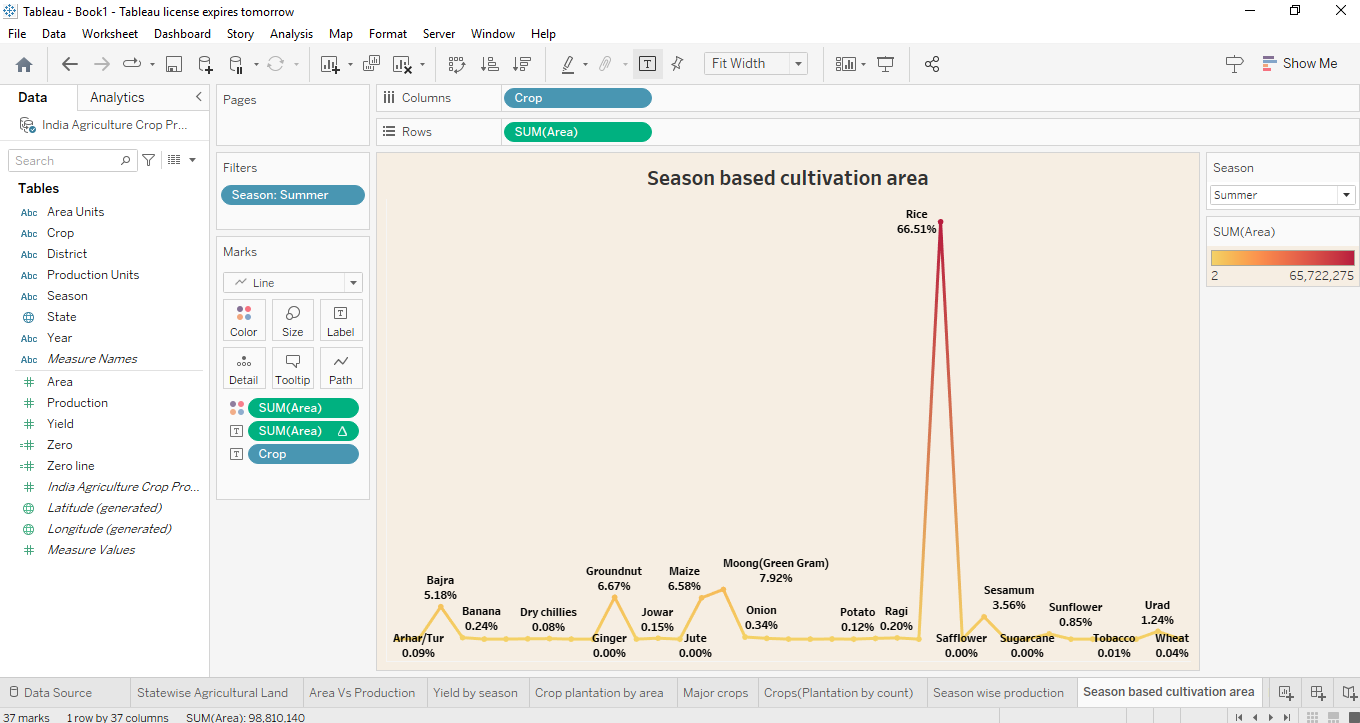 Tableau - Book1 - Tableau license expires tomorrow
File Data Worksheet Dashboard Story Analysis Map Format Server Window Help
Fit Width
Show Me
Data Analytics
India Agriculture Crop Pr...
Search
Tables
Abc Area Units
Abc Crop
Abc District
Abc Production Units
Abc Season
State
Abc Year
Abc Measure Names
# Area
# Production
# Yield
=# Zero
=# Zero line
# India Agriculture Crop Pro...
Latitude (generated)
Longitude (generated)
# Measure Values
Pages
Filters
Season: Summer
Marks
Line
Color Size Label
Detail Tooltip Path
SUM(Area)
T SUM(Area) △
T Crop
Columns Crop
Rows SUM(Area)
Season based cultivation area
Rice
66.51%
Moong(Green Gram)
7.92%
Groundnut
6.67%
Maize
6.58%
Bajra
5.18%
Sesamum
3.56%
Banana
0.24%
Dry chillies
0.08%
Jowar
0.15%
Onion
0.34%
Potato
0.12%
Ragi
0.20%
Sunflower
0.85%
Urad
1.24%
Arhar/Tur
0.09%
Ginger
0.00%
Jute
0.00%
Safflower
0.00%
Sugarcane
0.00%
Tobacco
0.01%
Wheat
0.04%
Season
Summer
SUM(Area)
2 65,722,275
Data Source Statewise Agricultural Land Area Vs Production Yield by season Crop plantation by area Major crops Crops(Plantation by count) Season wise production Season based cultivation area
37 marks 1 row by 37 columns SUM(Area): 98,810,140